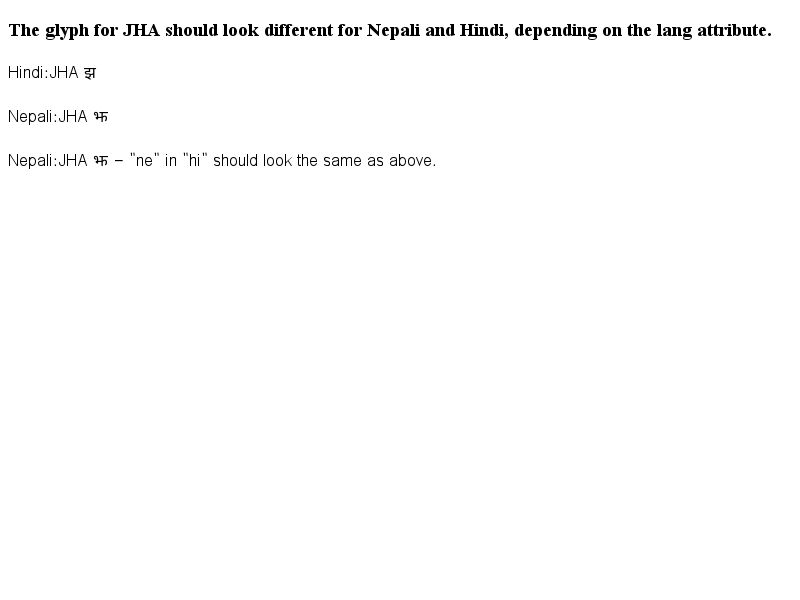 The glyph for JHA should look different for Nepali and Hindi, depending on the lang attribute.
Hindi:JHA झ
Nepali:JHA झ
Nepali:JHA झ – "ne" in "hi" should look the same as above.